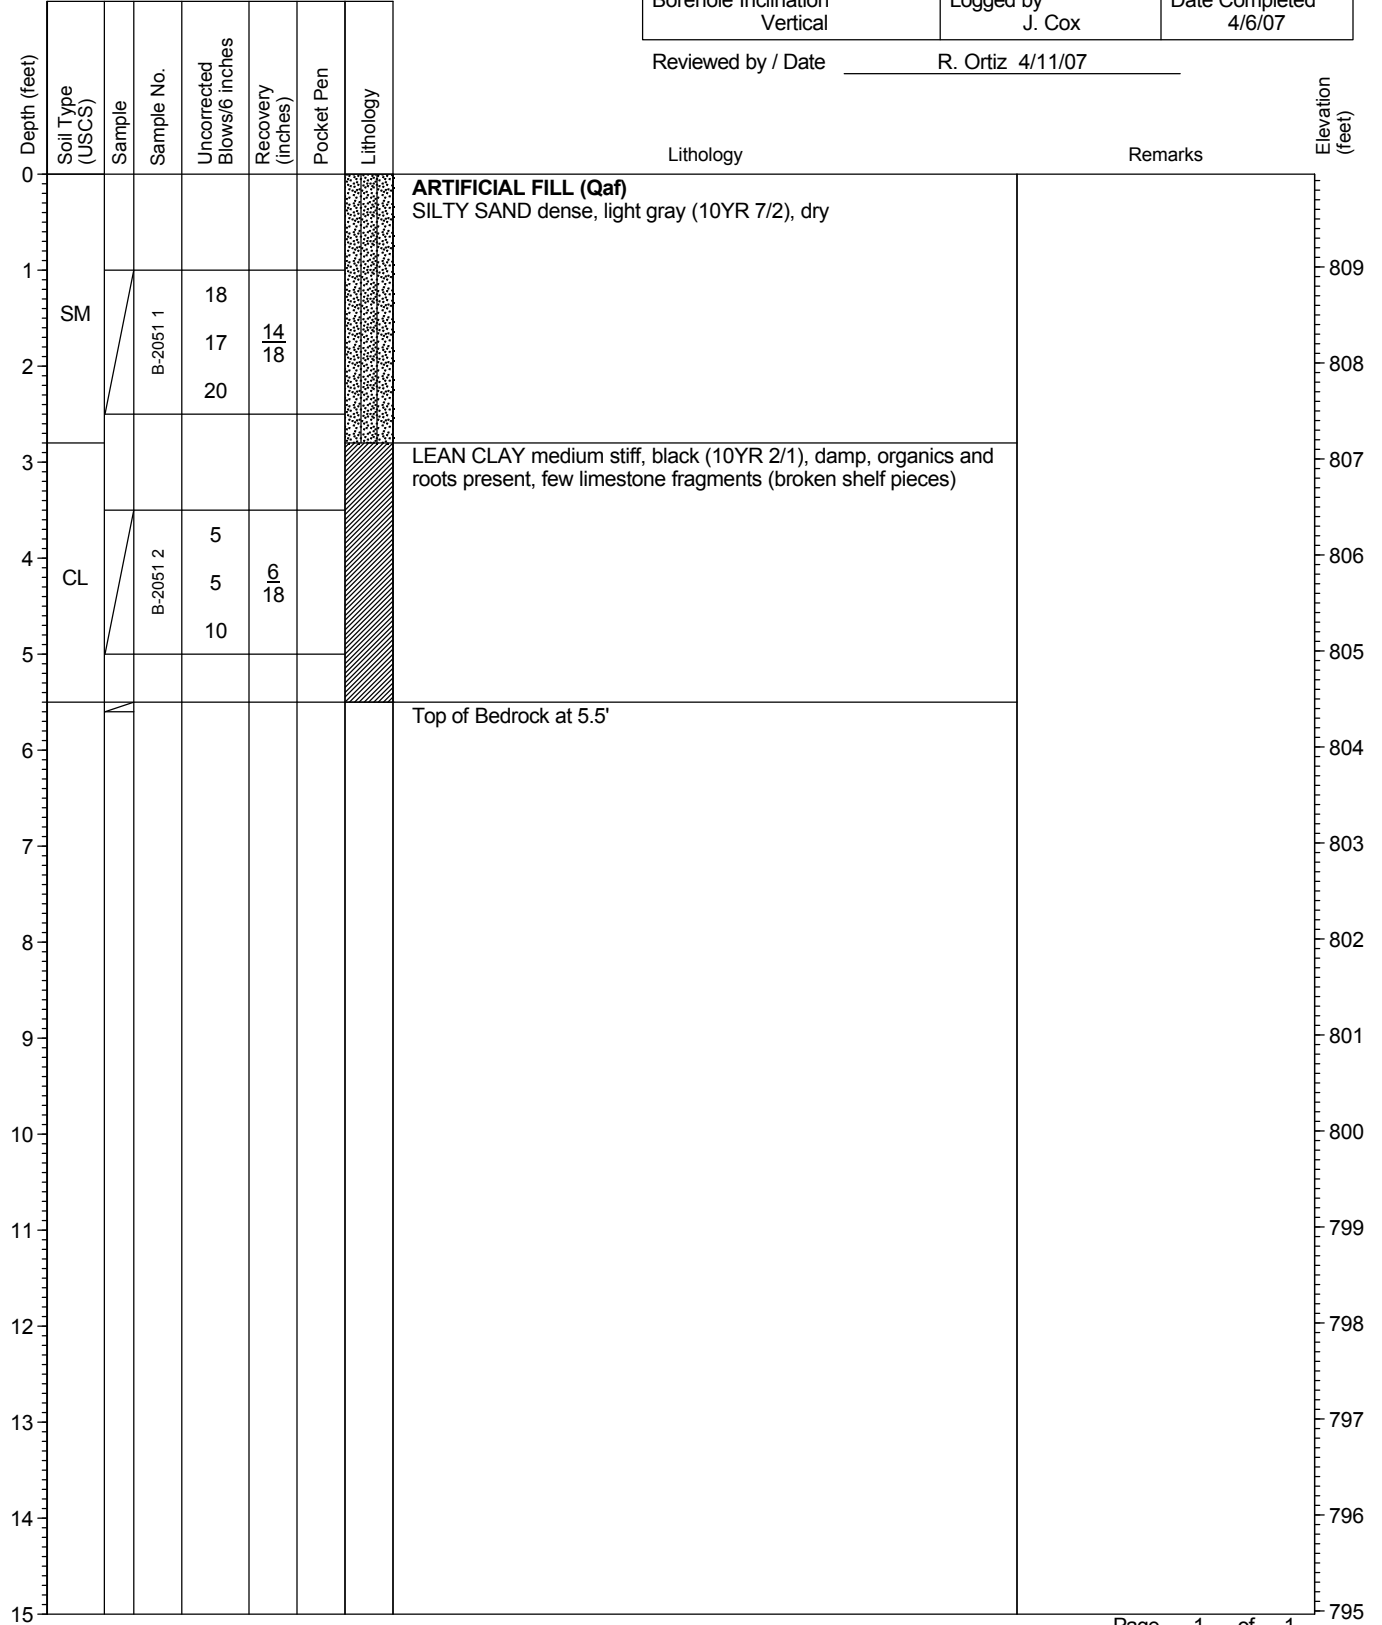 Borehole Inclination Logged by Date Completed
Vertical J. Cox 4/6/07
Reviewed by / Date R. Ortiz 4/11/07
Depth (feet)
Soil Type
(USCS)
Sample
Sample No.
Uncorrected
Blows/6 inches
Recovery
(inches)
Pocket Pen
Lithology
Lithology
Remarks
Elevation
(feet)
0
ARTIFICIAL FILL (Qaf)
SILTY SAND dense, light gray (10YR 7/2), dry
1
809
SM
B-2051 1
18
17
20
14
18
2
808
3
LEAN CLAY medium stiff, black (10YR 2/1), damp, organics and
roots present, few limestone fragments (broken shelf pieces)
807
4
806
CL
B-2051 2
5
5
10
6
18
5
805
Top of Bedrock at 5.5'
6
804
7
803
8
802
9
801
10
800
11
799
12
798
13
797
14
796
15
795
Page 1 of 1